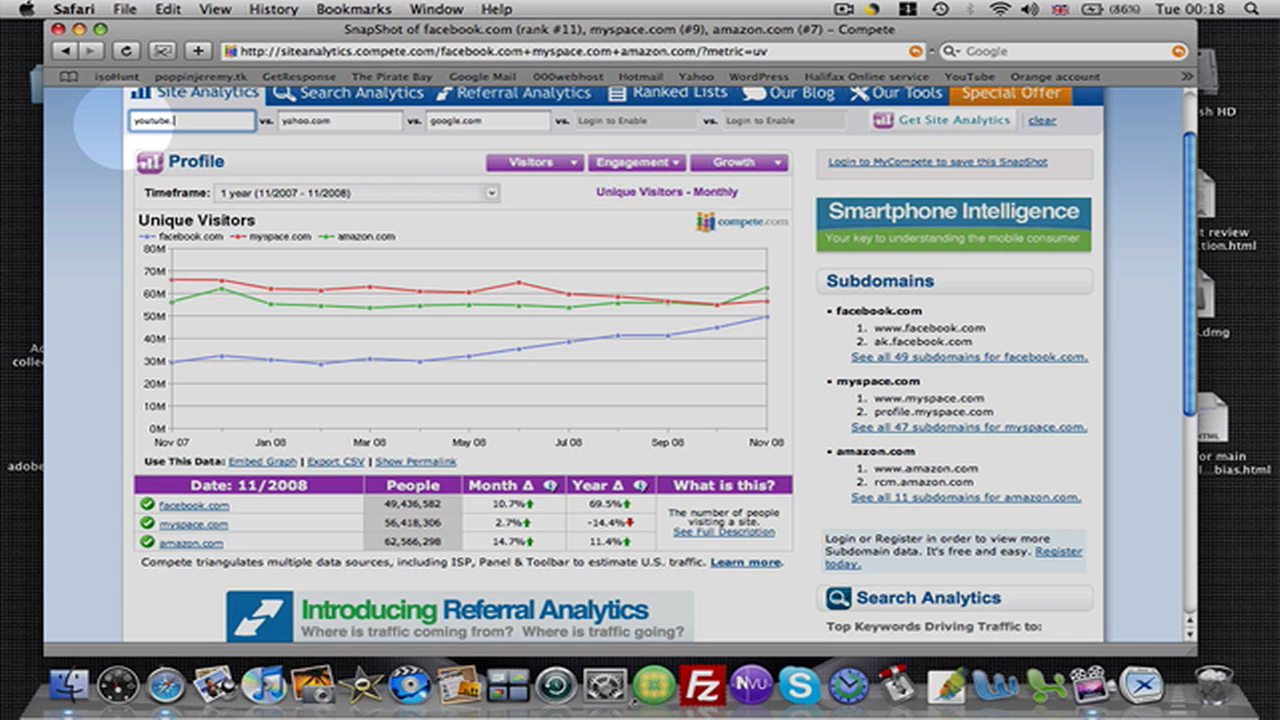 Safari File Edit View History Bookmarks Window Help (86%) Tue 00:18
SnapShot of facebook.com (rank #11), myspace.com (#9), amazon.com (#7) – Compete
http://siteanalytics.compete.com/facebook.com+myspace.com+amazon.com/?metric=uv
Google
isoHunt poppinjeremy.tk GetResponse The Pirate Bay Google Mail 000webhost Hotmail Yahoo WordPress Halifax Online service YouTube Orange account
Site Analytics Search Analytics Referral Analytics Ranked Lists Our Blog Our Tools Special Offer
youtube. vs. yahoo.com vs. google.com vs. Login to Enable vs. Login to Enable Get Site Analytics clear
Profile Visitors Engagement Growth
Login to MyCompete to save this SnapShot
Timeframe: 1 year (11/2007 - 11/2008) Unique Visitors - Monthly
Unique Visitors compete.com
facebook.com myspace.com amazon.com
80M
70M
60M
50M
40M
30M
20M
10M
0M
Nov 07 Jan 08 Mar 08 May 08 Jul 08 Sep 08 Nov 08
Use This Data: Embed Graph | Export CSV | Show Permalink
Date: 11/2008 People Month Δ Year Δ What is this?
facebook.com 49,436,582 10.7% 69.5%
myspace.com 56,418,306 2.7% -14.4%
amazon.com 62,566,298 14.7% 11.4%
The number of people
visiting a site.
See Full Description
Compete triangulates multiple data sources, including ISP, Panel & Toolbar to estimate U.S. traffic. Learn more.
Introducing Referral Analytics
Where is traffic coming from? Where is traffic going?
Smartphone Intelligence
Your key to understanding the mobile consumer
Subdomains
facebook.com
1. www.facebook.com
2. ak.facebook.com
See all 49 subdomains for facebook.com.
myspace.com
1. www.myspace.com
2. profile.myspace.com
See all 47 subdomains for myspace.com.
amazon.com
1. www.amazon.com
2. rcm.amazon.com
See all 11 subdomains for amazon.com.
Login or Register in order to view more
Subdomain data. It's free and easy. Register
today.
Search Analytics
Top Keywords Driving Traffic to:
sh HD
t review
tion.html
s.dmg
HTML
or main
...bias.html
A
collec
adobe
Fz
NVU
S
W
X